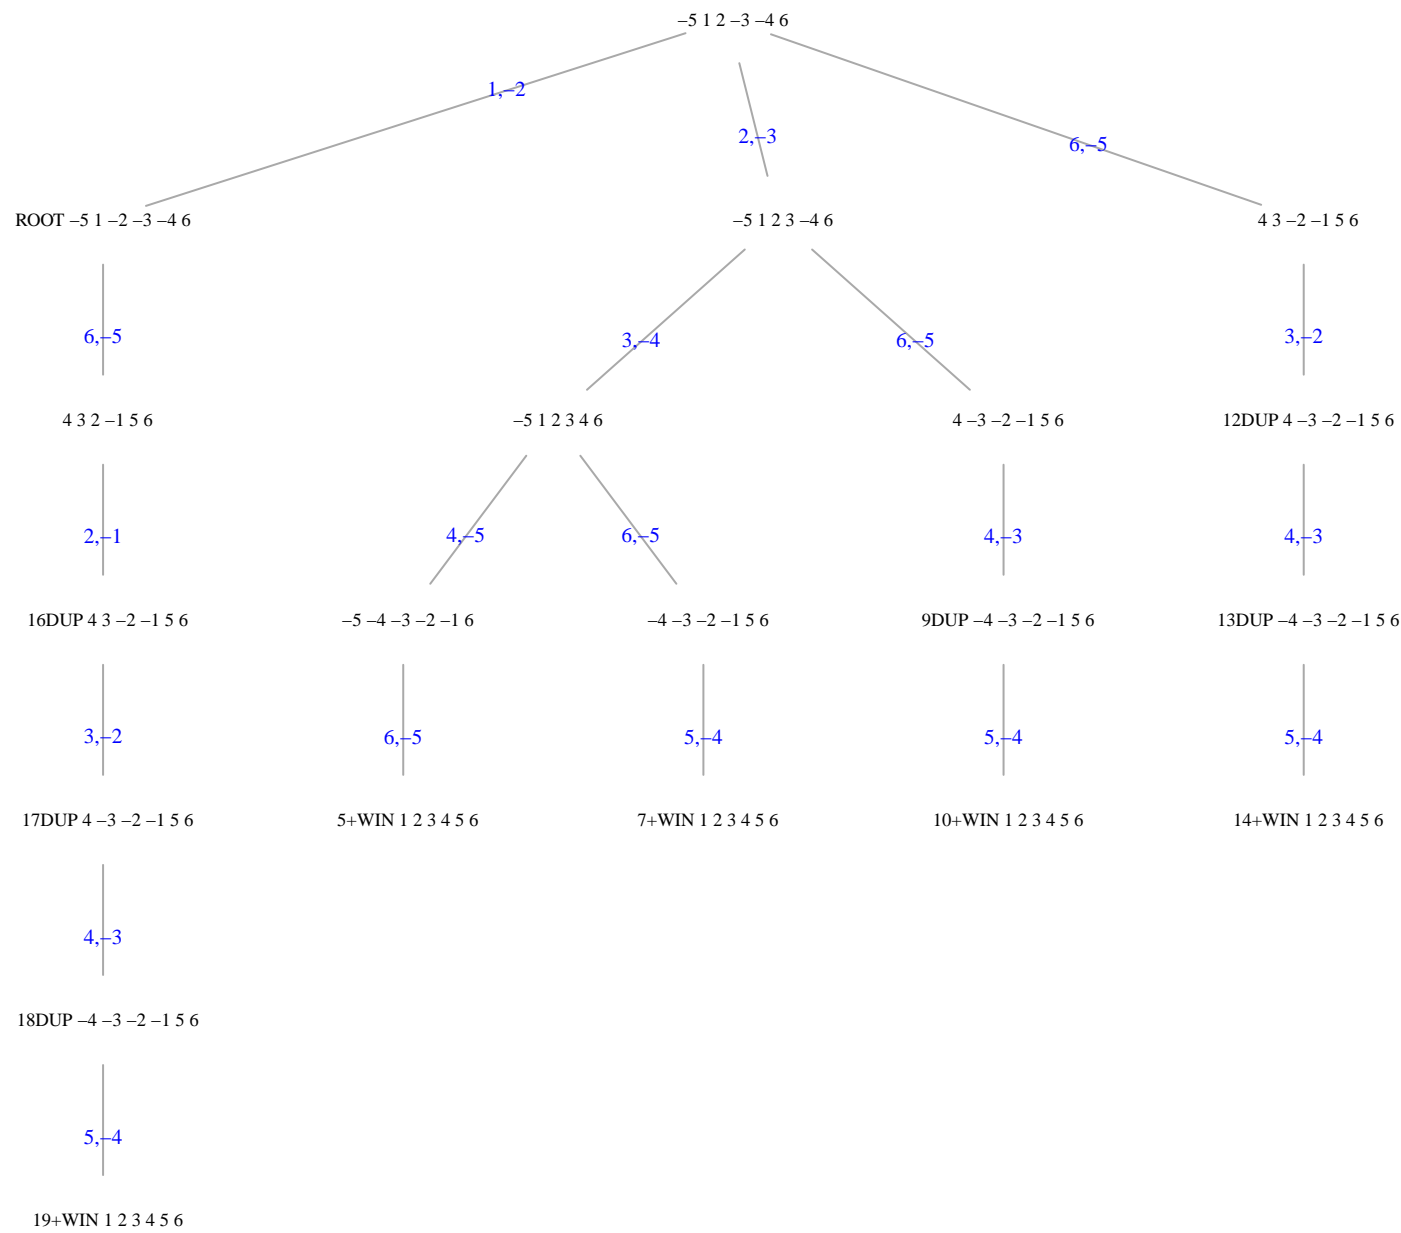 –5 1 2 –3 –4 6
1,–2
2,–3
6,–5
ROOT –5 1 –2 –3 –4 6
–5 1 2 3 –4 6
4 3 –2 –1 5 6
6,–5
3,–4
6,–5
3,–2
4 3 2 –1 5 6
–5 1 2 3 4 6
4 –3 –2 –1 5 6
12DUP 4 –3 –2 –1 5 6
2,–1
4,–5
6,–5
4,–3
4,–3
16DUP 4 3 –2 –1 5 6
–5 –4 –3 –2 –1 6
–4 –3 –2 –1 5 6
9DUP –4 –3 –2 –1 5 6
13DUP –4 –3 –2 –1 5 6
3,–2
6,–5
5,–4
5,–4
5,–4
17DUP 4 –3 –2 –1 5 6
5+WIN 1 2 3 4 5 6
7+WIN 1 2 3 4 5 6
10+WIN 1 2 3 4 5 6
14+WIN 1 2 3 4 5 6
4,–3
18DUP –4 –3 –2 –1 5 6
5,–4
19+WIN 1 2 3 4 5 6